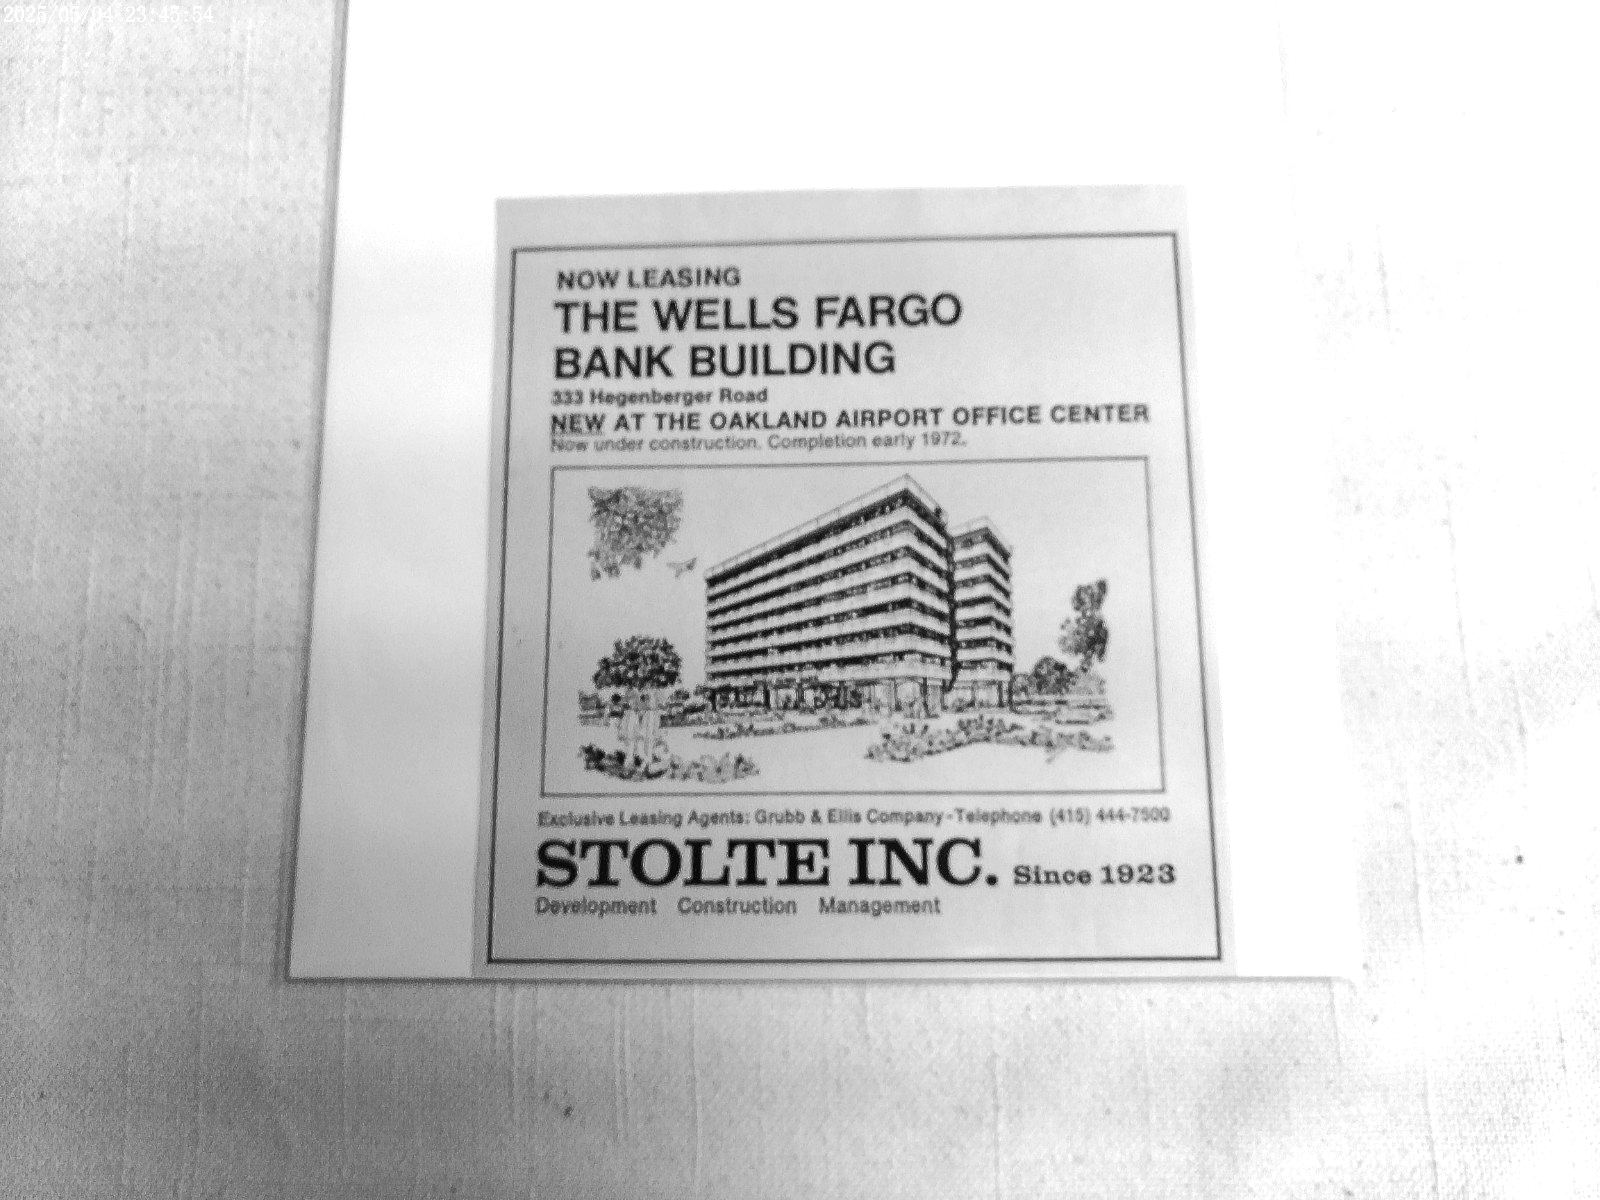 2025/05/04 23:45:54
NOW LEASING
THE WELLS FARGO
BANK BUILDING
333 Hegenberger Road
NEW AT THE OAKLAND AIRPORT OFFICE CENTER
Now under construction. Completion early 1972.
Exclusive Leasing Agents: Grubb & Ellis Company-Telephone (415) 444-7500
STOLTE INC. Since 1923
Development Construction Management